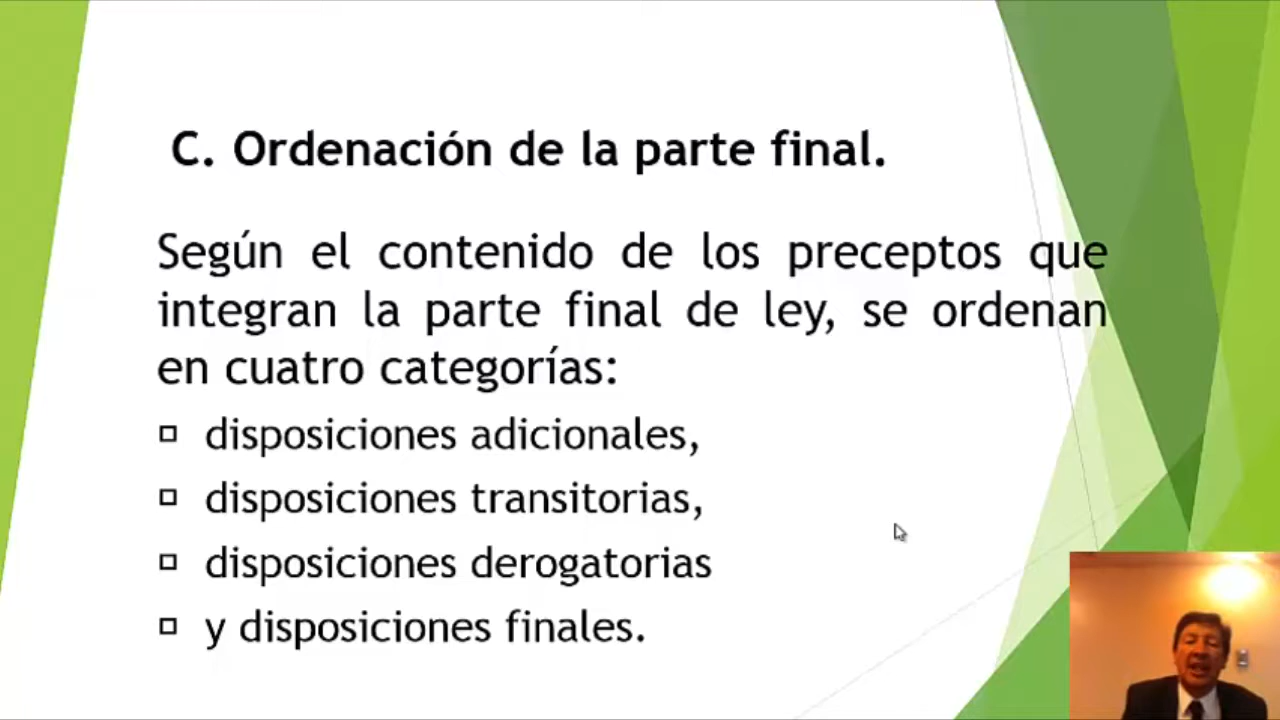 C. Ordenación de la parte final.
Según el contenido de los preceptos que
integran la parte final de ley, se ordenan
en cuatro categorías:
disposiciones adicionales,
disposiciones transitorias,
disposiciones derogatorias
y disposiciones finales.